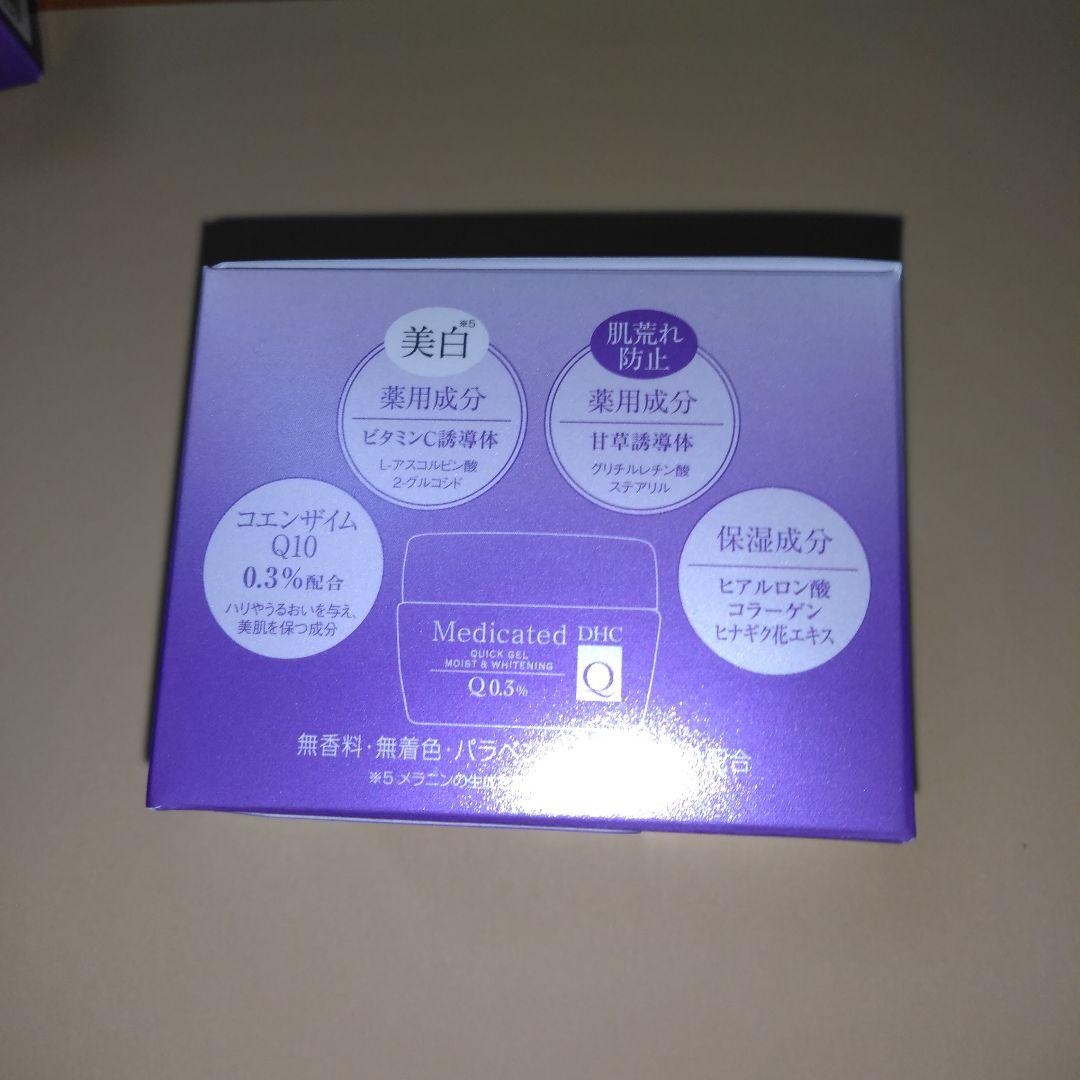 美白※5
薬用成分
ビタミンC誘導体
L-アスコルビン酸
2-グルコシド
肌荒れ
防止
薬用成分
甘草誘導体
グリチルレチン酸
ステアリル
コエンザイム
Q10
0.3%配合
ハリやうるおいを与え、
美肌を保つ成分
保湿成分
ヒアルロン酸
コラーゲン
ヒナギク花エキス
Medicated DHC
QUICK GEL
MOIST & WHITENING
Q 0.3%
Q
無香料・無着色・パラベ
※5 メラニンの生成